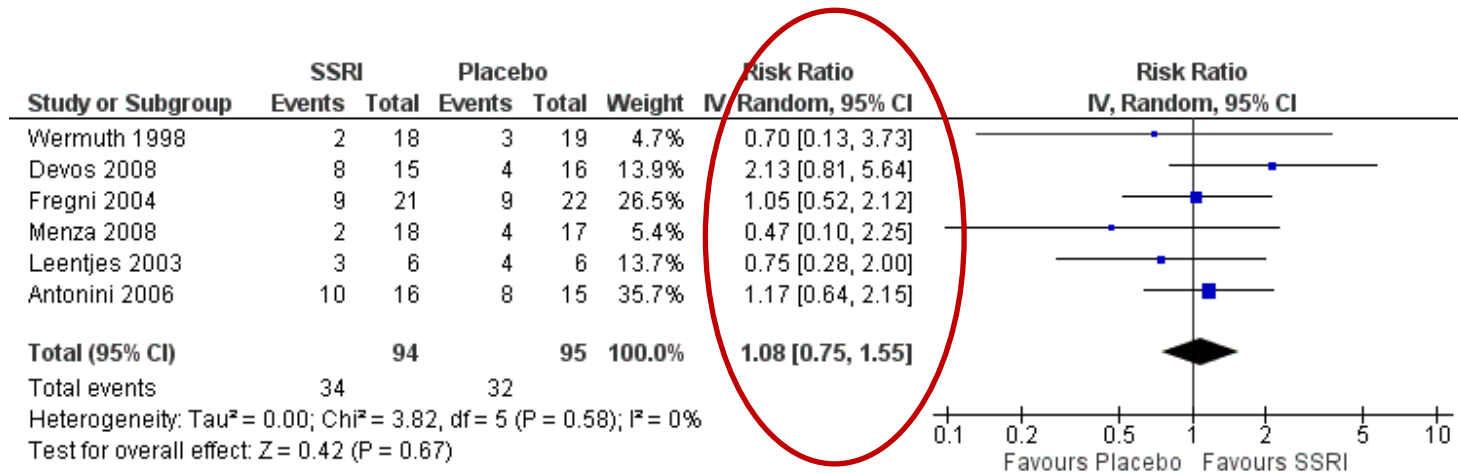 SSRI Placebo Risk Ratio Risk Ratio
Study or Subgroup Events Total Events Total Weight IV, Random, 95% CI IV, Random, 95% CI
Wermuth 1998 2 18 3 19 4.7% 0.70 [0.13, 3.73]
Devos 2008 8 15 4 16 13.9% 2.13 [0.81, 5.64]
Fregni 2004 9 21 9 22 26.5% 1.05 [0.52, 2.12]
Menza 2008 2 18 4 17 5.4% 0.47 [0.10, 2.25]
Leentjes 2003 3 6 4 6 13.7% 0.75 [0.28, 2.00]
Antonini 2006 10 16 8 15 35.7% 1.17 [0.64, 2.15]
Total (95% CI) 94 95 100.0% 1.08 [0.75, 1.55]
Total events 34 32
Heterogeneity: Tau² = 0.00; Chi² = 3.82, df = 5 (P = 0.58); I² = 0%
Test for overall effect: Z = 0.42 (P = 0.67)
0.1 0.2 0.5 1 2 5 10
Favours Placebo Favours SSRI